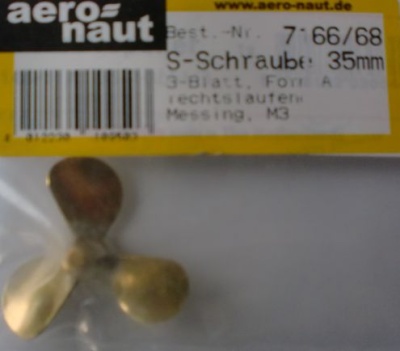 aero=
naut
www.aero-naut.de
Best.-Nr. 7166/68
S-Schraube 35mm
3-Blatt, Form A
rechtslaufend
Messing, M3